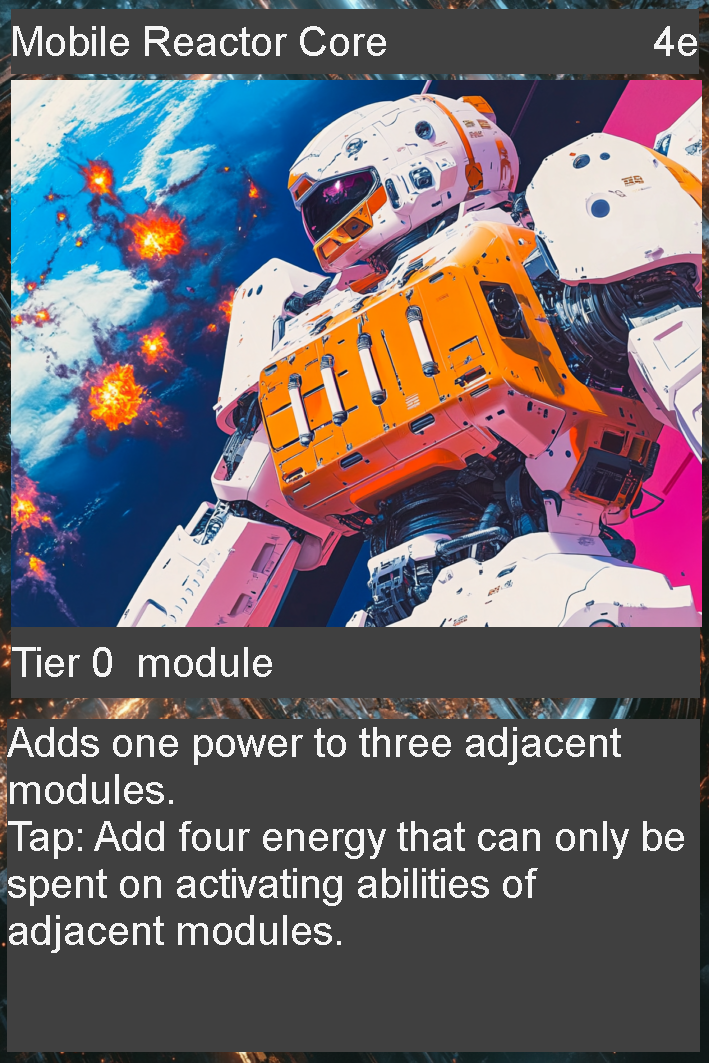 Mobile Reactor Core 4e
Tier 0 module
Adds one power to three adjacent
modules.
Tap: Add four energy that can only be
spent on activating abilities of
adjacent modules.